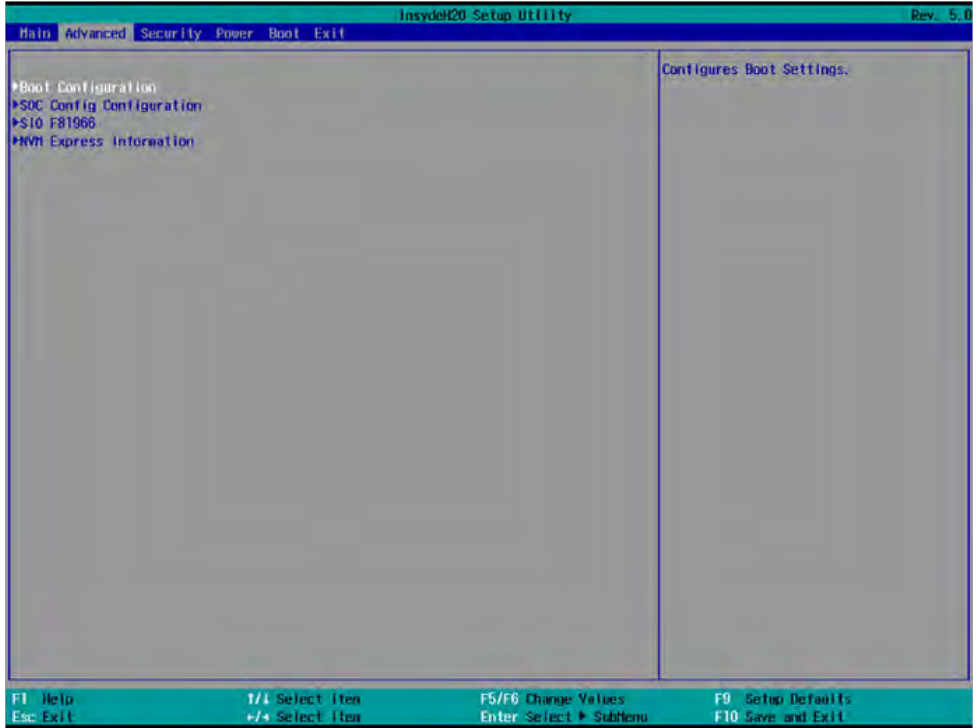 InsydeH20 Setup Utility Rev. 5.0
Main Advanced Security Power Boot Exit
Configures Boot Settings.
▶Boot Configuration
▶SOC Config Configuration
▶SIO F81966
▶NVM Express Information
F1 Help ↑/↓ Select Item F5/F6 Change Values F9 Setup Defaults
Esc Exit ←/→ Select Item Enter Select ▶ SubMenu F10 Save and Exit